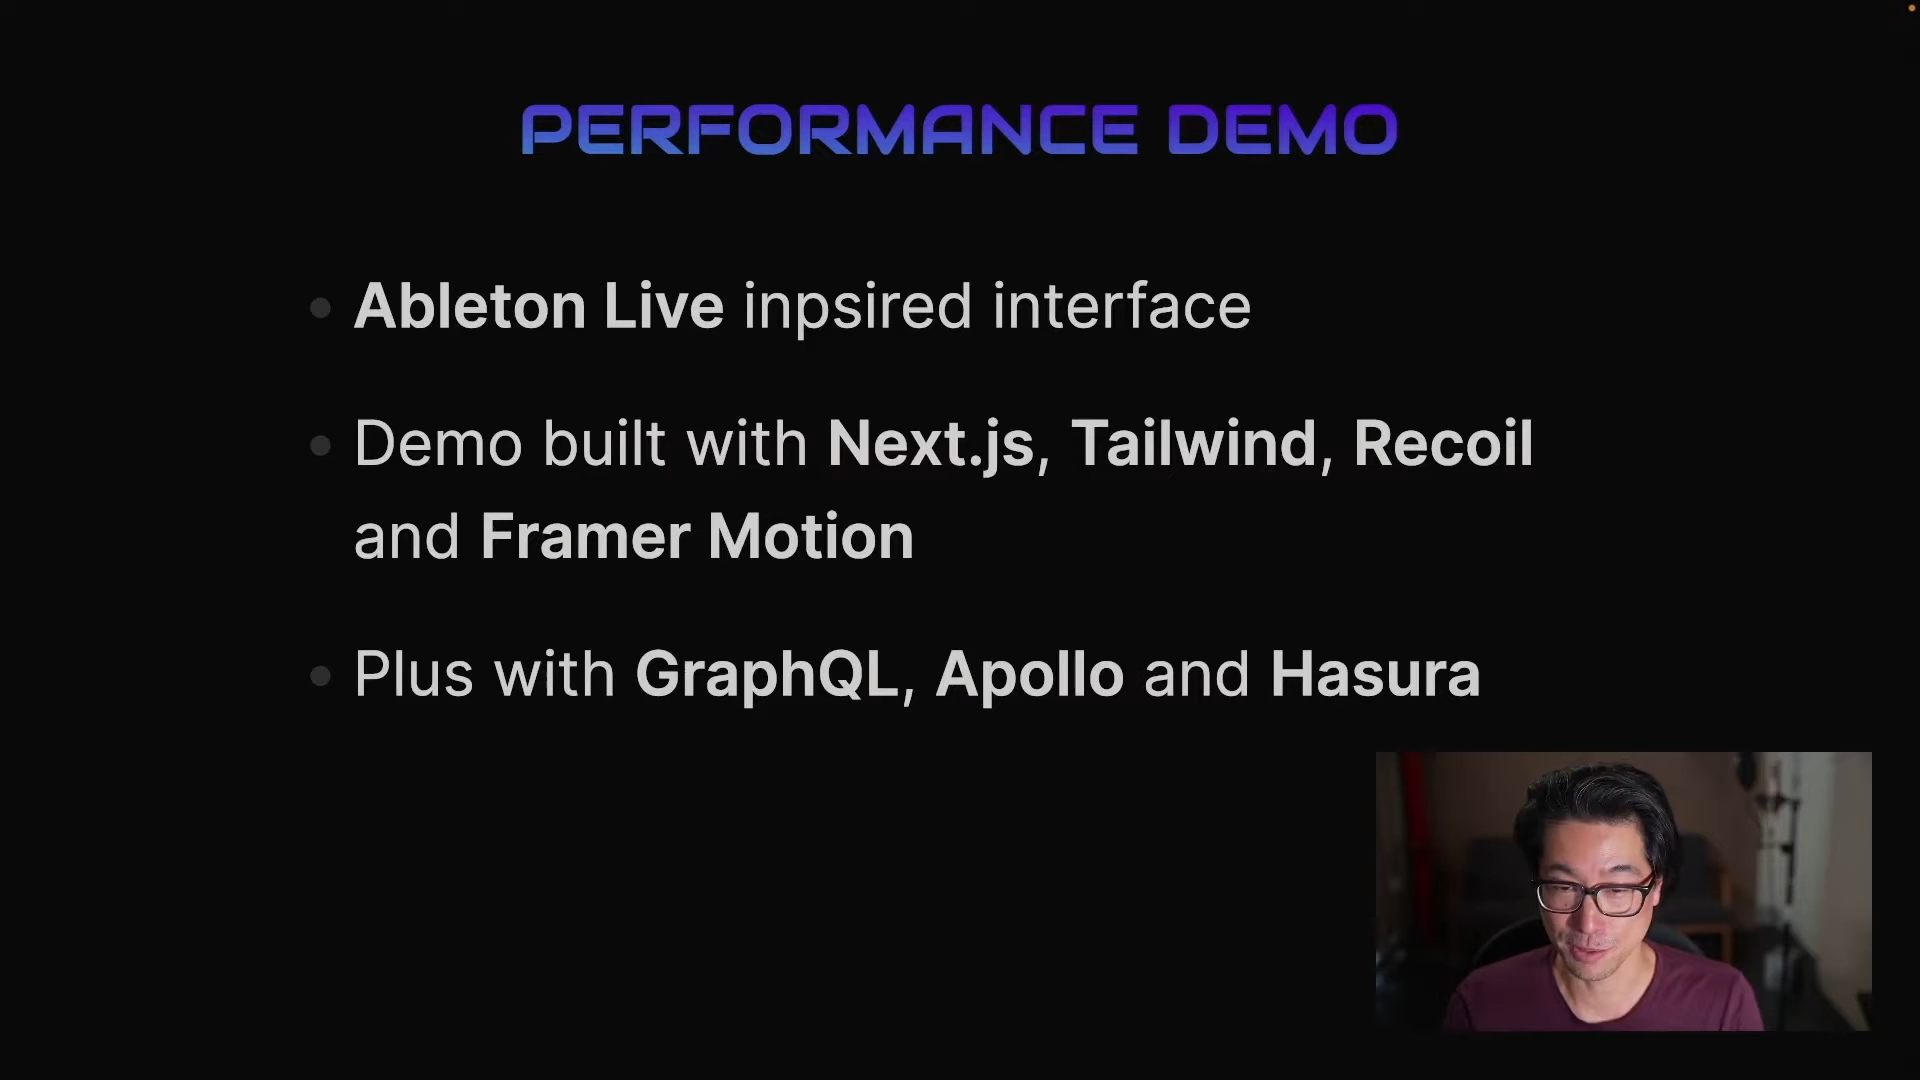 PERFORMANCE DEMO
Ableton Live inpsired interface
Demo built with Next.js, Tailwind, Recoil
and Framer Motion
Plus with GraphQL, Apollo and Hasura